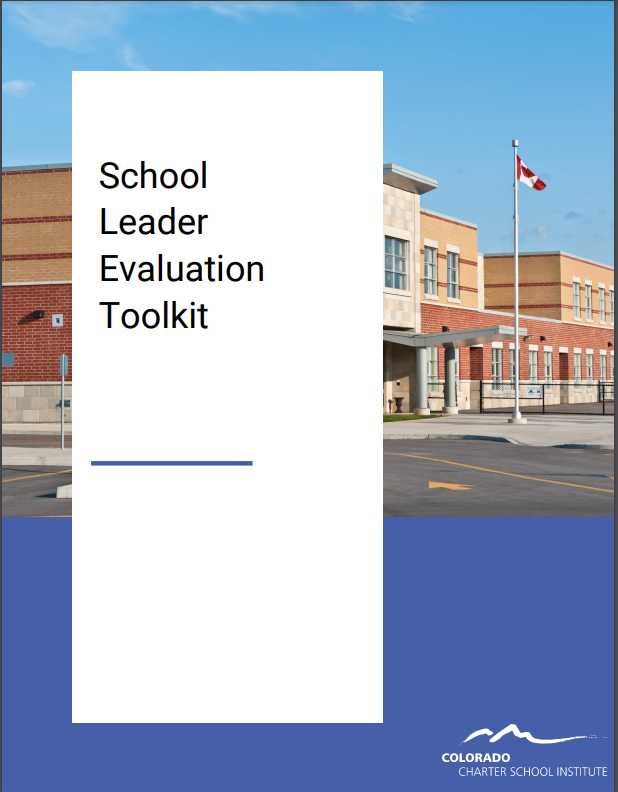 School
Leader
Evaluation
Toolkit
COLORADO
CHARTER SCHOOL INSTITUTE